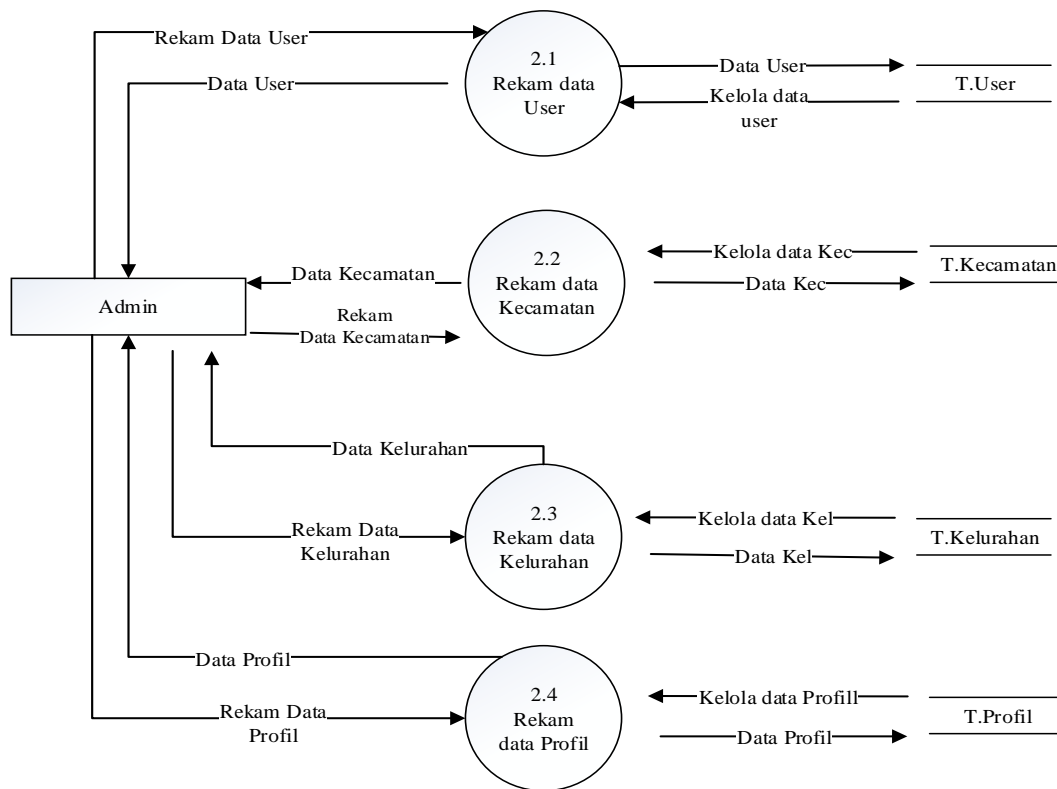 Rekam Data User
Data User
2.1
Rekam data
User
Data User
Kelola data
user
T.User
Admin
Data Kecamatan
Rekam
Data Kecamatan
2.2
Rekam data
Kecamatan
Kelola data Kec
Data Kec
T.Kecamatan
Data Kelurahan
Rekam Data
Kelurahan
2.3
Rekam data
Kelurahan
Kelola data Kel
Data Kel
T.Kelurahan
Data Profil
Rekam Data
Profil
2.4
Rekam
data Profil
Kelola data Profill
Data Profil
T.Profil